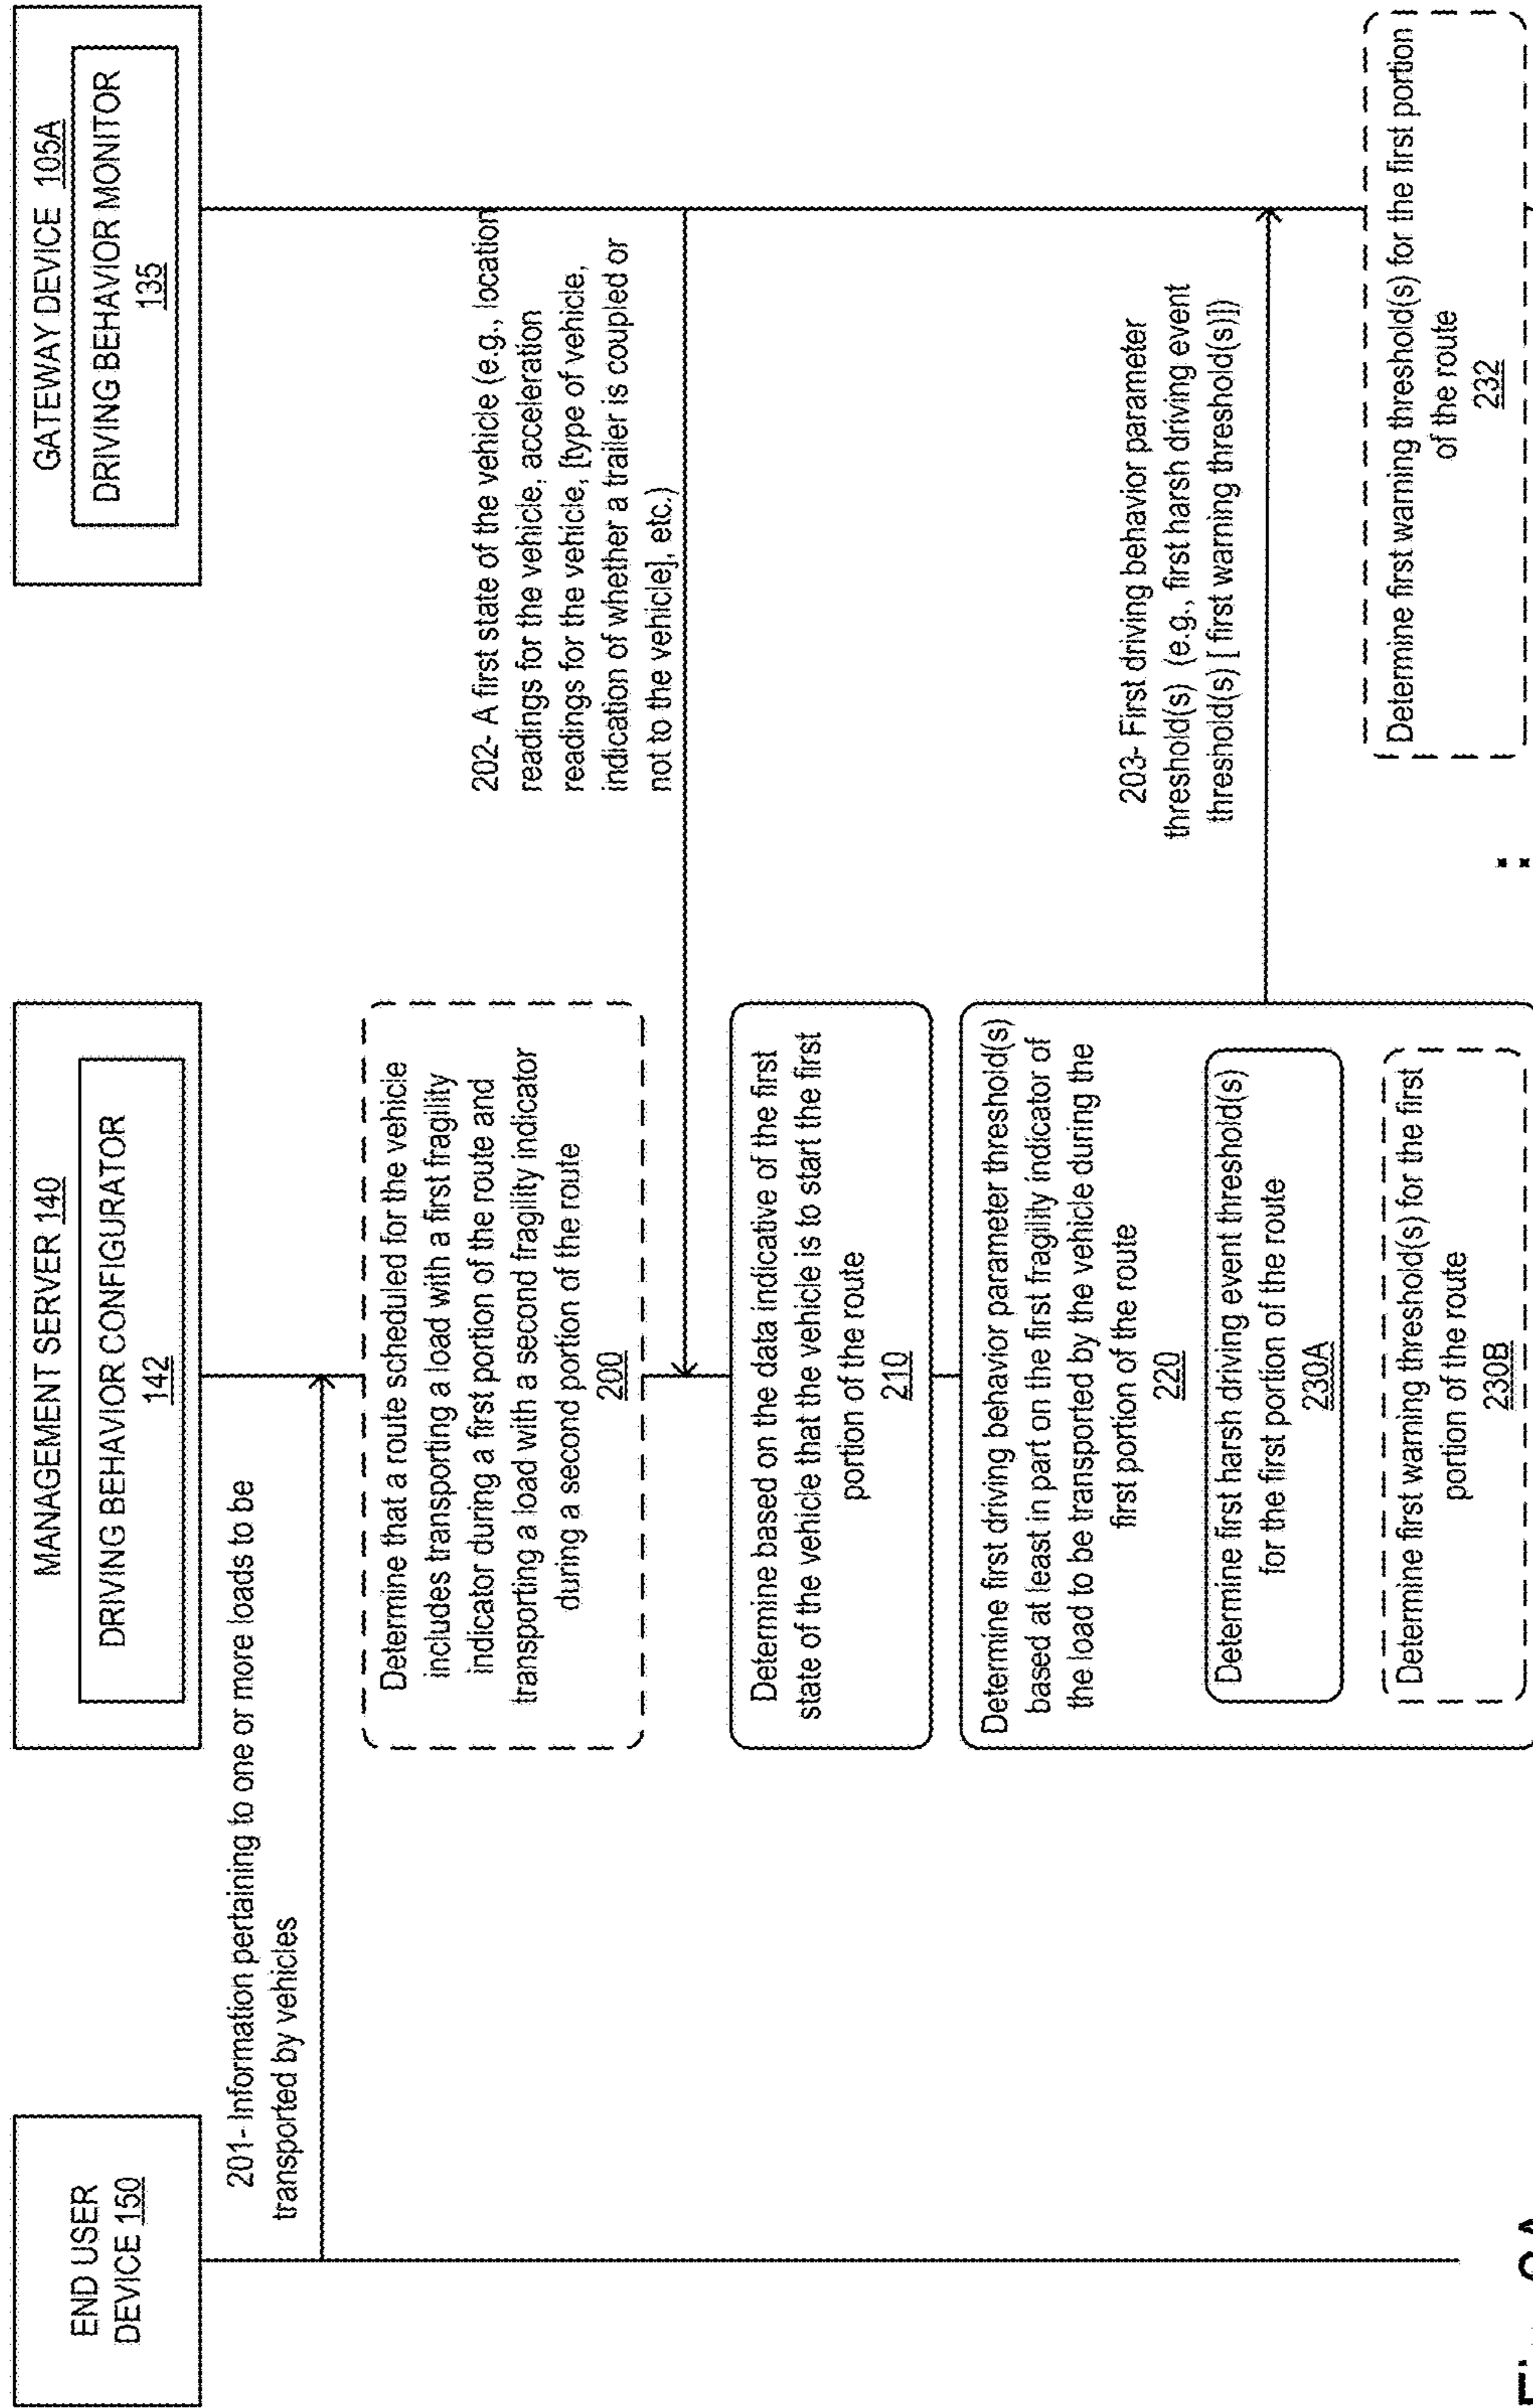 END USER
DEVICE 150
MANAGEMENT SERVER 140
DRIVING BEHAVIOR CONFIGURATOR
142
GATEWAY DEVICE 105A
DRIVING BEHAVIOR MONITOR
135
201- Information pertaining to one or more loads to be
transported by vehicles
Determine that a route scheduled for the vehicle
includes transporting a load with a first fragility
indicator during a first portion of the route and
transporting a load with a second fragility indicator
during a second portion of the route
200
202- A first state of the vehicle (e.g., location
readings for the vehicle, acceleration
readings for the vehicle, [type of vehicle,
indication of whether a trailer is coupled or
not to the vehicle], etc.)
Determine based on the data indicative of the first
state of the vehicle that the vehicle is to start the first
portion of the route
210
Determine first driving behavior parameter threshold(s)
based at least in part on the first fragility indicator of
the load to be transported by the vehicle during the
first portion of the route
220
Determine first harsh driving event threshold(s)
for the first portion of the route
230A
Determine first warning threshold(s) for the first
portion of the route
230B
203- First driving behavior parameter
threshold(s) (e.g., first harsh driving event
threshold(s) [ first warning threshold(s)])
Determine first warning threshold(s) for the first portion
of the route
232